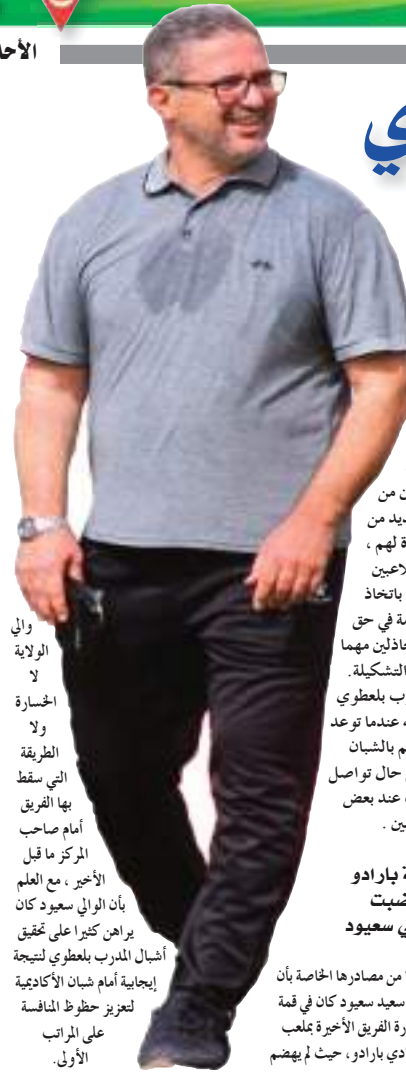 الأحد
ي
ن من
ديد من
ة لهم ،
لاعبين
باتخاذ
مة في حق
خاذلين مهما
التشكيلة.
ب بلعطوي
، عندما توعد
م بالشبان
حال تواصل
عند بعض
ين .
ة بارادو
ضبت
ي سعيود
من مصادرها الخاصة بأن
سعيد سعيود كان في قمة
رة الفريق الأخيرة بملعب
دي بارادو، حيث لم يهضم
والي
الولاية
لا
الخسارة
ولا
الطريقة
التي سقط
بها الفريق
أمام صاحب
المركز ما قبل
الأخير ، مع العلم
بأن الوالي سعيود كان
يراهن كثيرا على تحقيق
أشبال المدرب بلعطوي لنتيجة
إيجابية أمام شبان الأكاديمية
لتعزيز حظوظ المنافسة
على المراتب
الأولى.